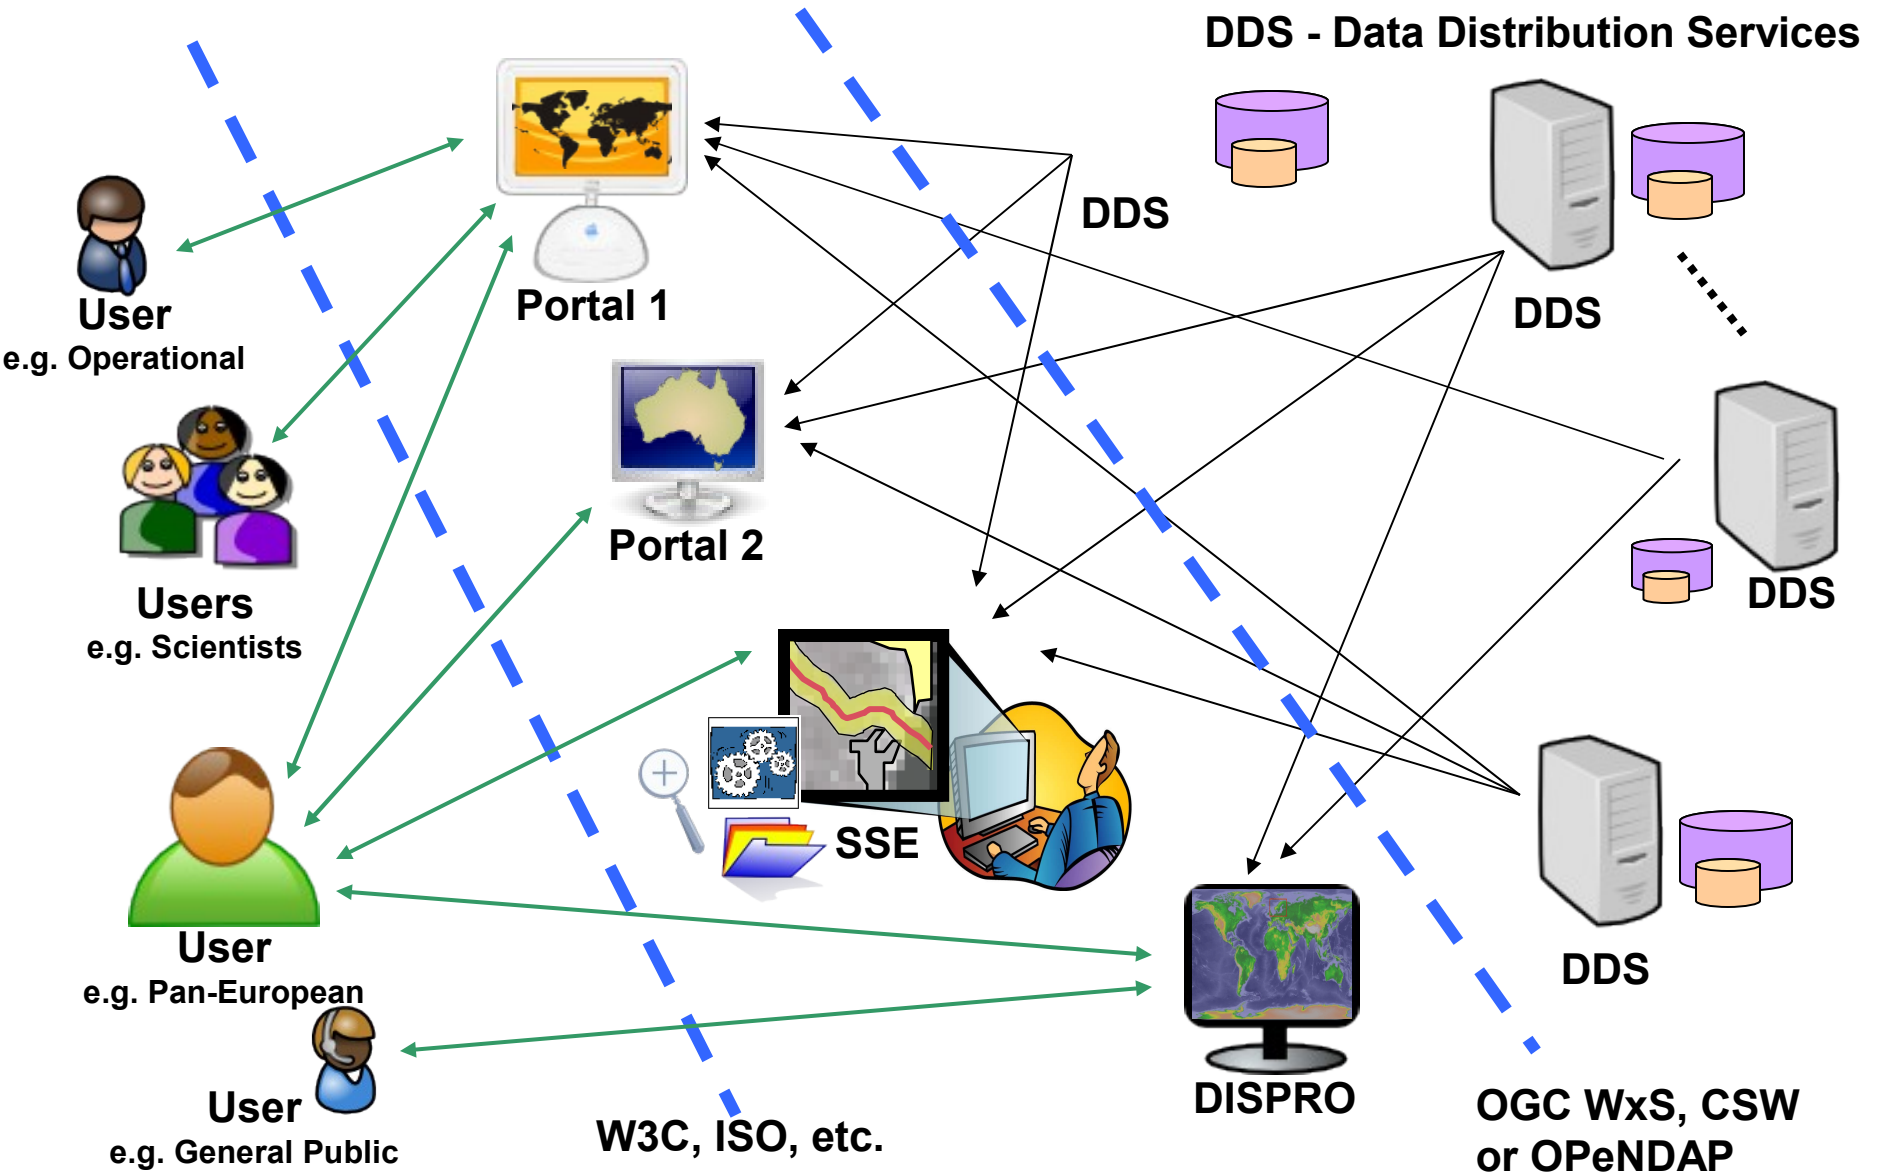 DDS - Data Distribution Services
DDS
Portal 1
User
e.g. Operational
DDS
Portal 2
Users
e.g. Scientists
DDS
SSE
User
e.g. Pan-European
DDS
DISPRO
User
e.g. General Public
W3C, ISO, etc.
OGC WxS, CSW
or OPeNDAP